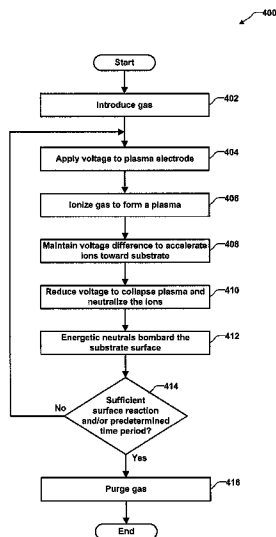 400
Start
Introduce gas
402
Apply voltage to plasma electrode
404
Ionize gas to form a plasma
406
Maintain voltage difference to accelerate
ions toward substrate
408
Reduce voltage to collapse plasma and
neutralize the ions
410
Energetic neutrals bombard the
substrate surface
412
414
Sufficient
surface reaction
and/or predetermined
time period?
No
Yes
Purge gas
416
End